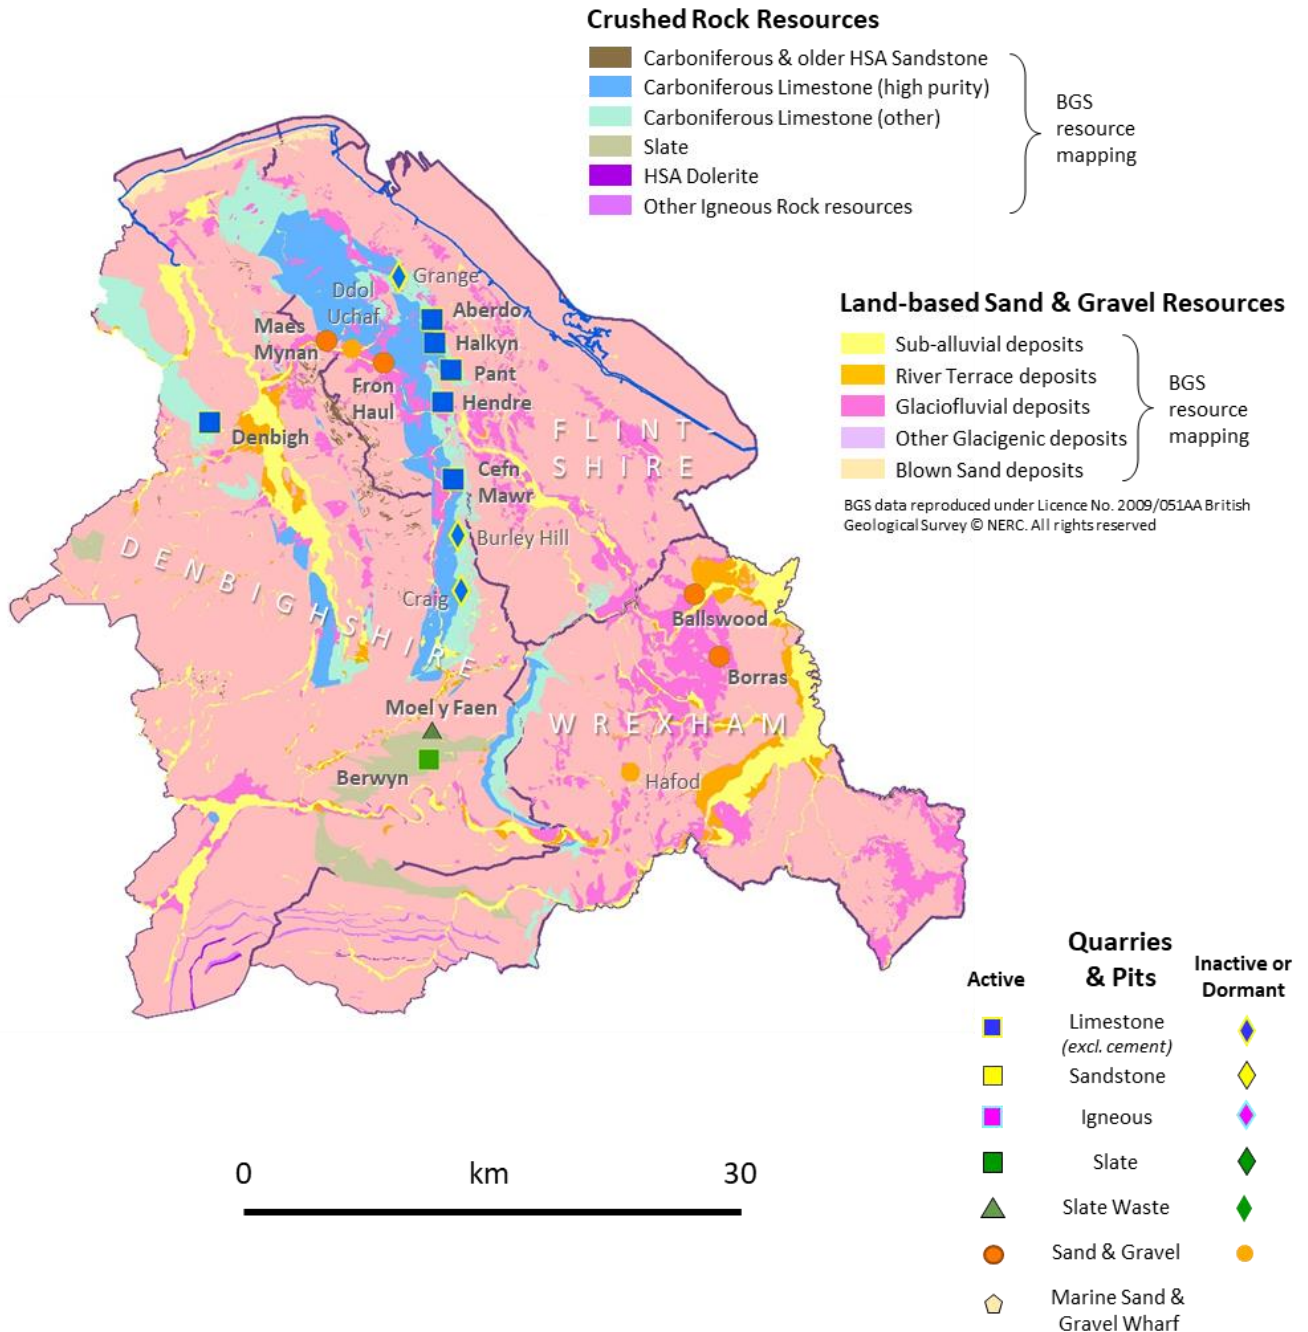 Crushed Rock Resources
Carboniferous & older HSA Sandstone
Carboniferous Limestone (high purity)
Carboniferous Limestone (other)
Slate
HSA Dolerite
Other Igneous Rock resources
BGS
resource
mapping
Land-based Sand & Gravel Resources
Sub-alluvial deposits
River Terrace deposits
Glaciofluvial deposits
Other Glacigenic deposits
Blown Sand deposits
BGS
resource
mapping
BGS data reproduced under Licence No. 2009/051AA British
Geological Survey © NERC. All rights reserved
Grange
Ddol
Uchaf
Aberdo
Maes
Mynan
Halkyn
Pant
Fron
Haul
Hendre
Denbigh
FLINT-
SHIRE
Cefn
Mawr
Burley Hill
DENBIGHSHIRE
Craig
Ballswood
Borras
Moel y Faen
WREXHAM
Berwyn
Hafod
Quarries
& Pits
Active
Inactive or
Dormant
Limestone
(excl. cement)
Sandstone
Igneous
Slate
Slate Waste
Sand & Gravel
Marine Sand &
Gravel Wharf
0 km 30